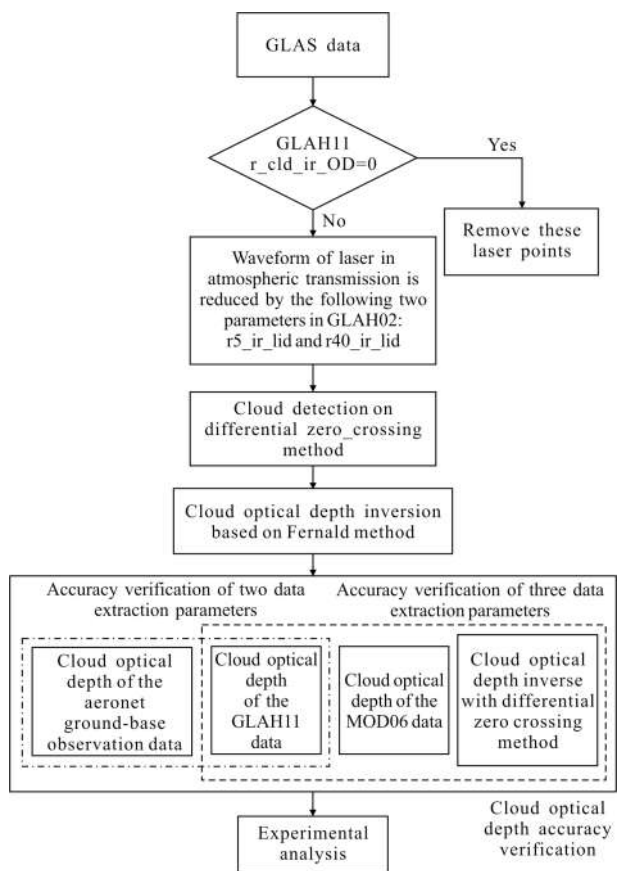 GLAS data
GLAH11
r_cld_ir_OD=0
Yes
No
Remove these
laser points
Waveform of laser in
atmospheric transmission is
reduced by the following two
parameters in GLAH02:
r5_ir_lid and r40_ir_lid
Cloud detection on
differential zero_crossing
method
Cloud optical depth inversion
based on Fernald method
Accuracy verification of two data
extraction parameters
Accuracy verification of three data
extraction parameters
Cloud optical
depth of the
aeronet
ground-base
observation data
Cloud optical
depth
of the
GLAH11
data
Cloud optical
depth of the
MOD06 data
Cloud optical
depth inverse
with differential
zero crossing
method
Cloud optical
depth accuracy
verification
Experimental
analysis